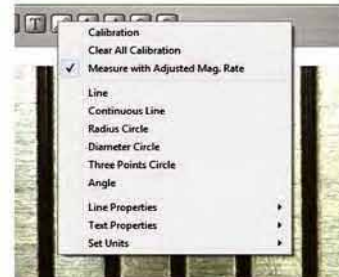 T
Calibration
Clear All Calibration
Measure with Adjusted Mag. Rate
Line
Continuous Line
Radius Circle
Diameter Circle
Three Points Circle
Angle
Line Properties
Text Properties
Set Units